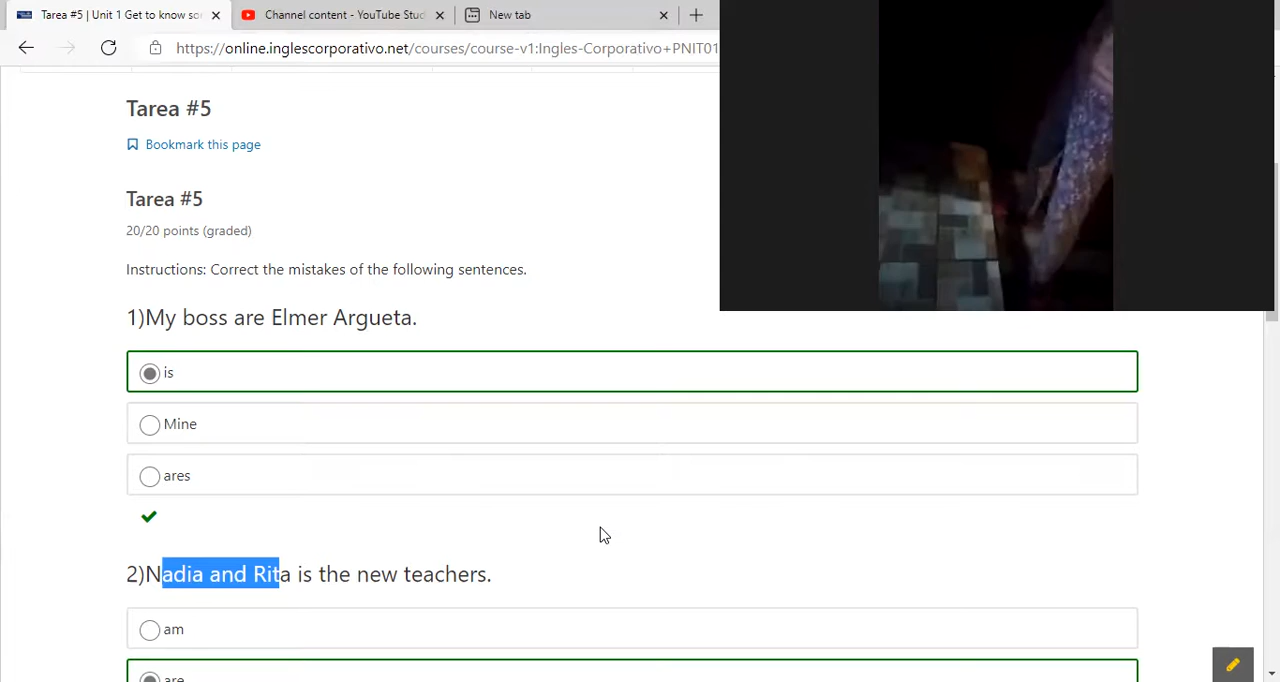 Tarea #5 | Unit 1 Get to know so
Channel content - YouTube Stud
New tab
https://online.inglescorporativo.net/courses/course-v1:Ingles-Corporativo+PNIT01
Tarea #5
Bookmark this page
Tarea #5
20/20 points (graded)
Instructions: Correct the mistakes of the following sentences.
1)My boss are Elmer Argueta.
is
Mine
ares
2)Nadia and Rita is the new teachers.
am
are